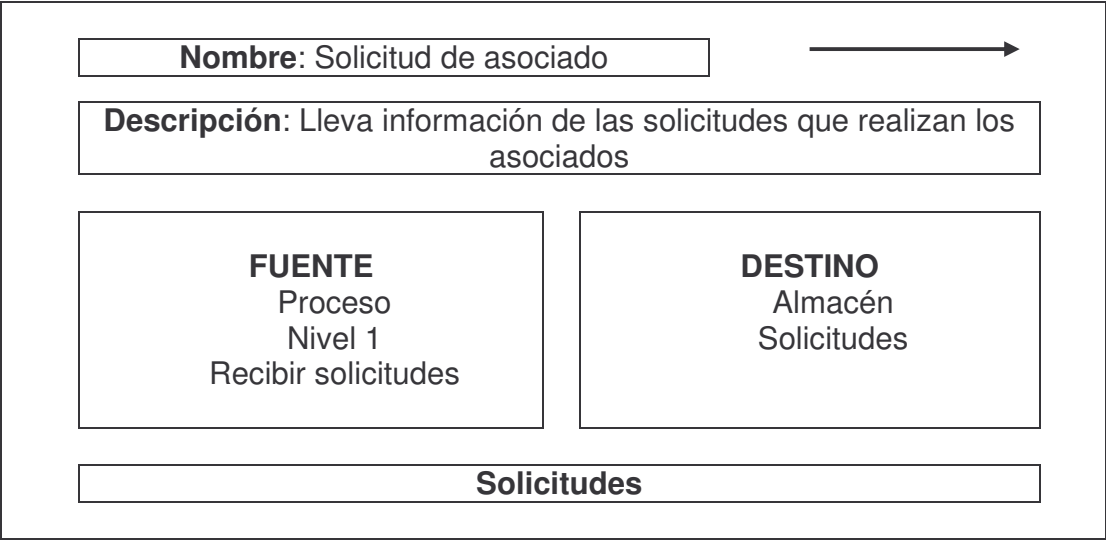 Nombre: Solicitud de asociado
Descripción: Lleva información de las solicitudes que realizan los
asociados
FUENTE
Proceso
Nivel 1
Recibir solicitudes
DESTINO
Almacén
Solicitudes
Solicitudes